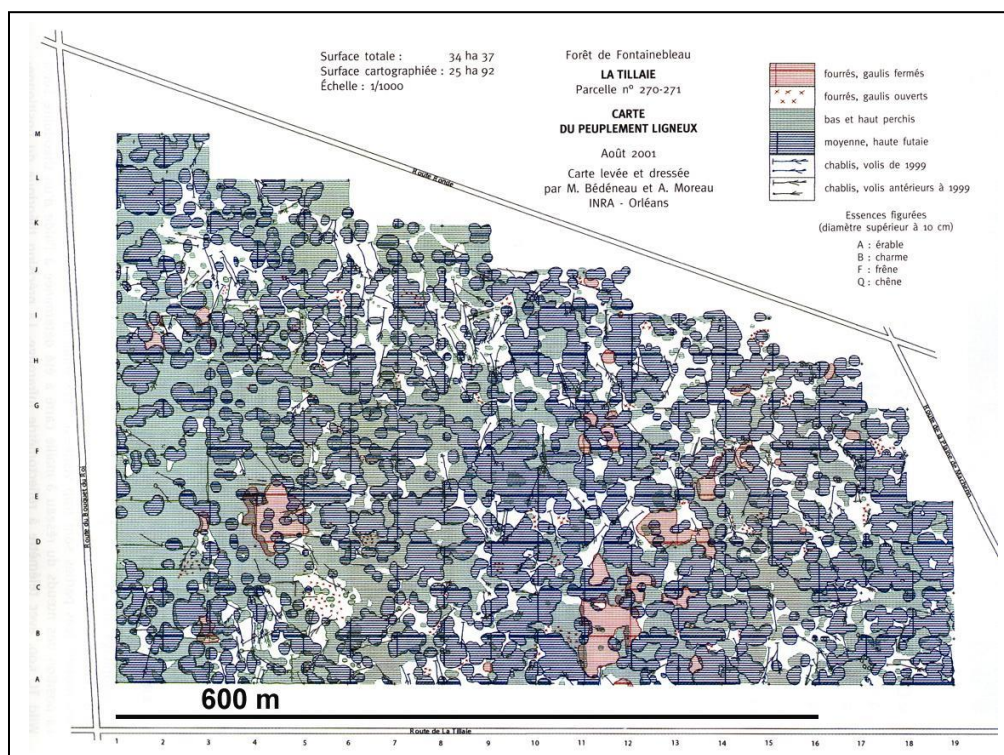 Surface totale : 34 ha 37
Surface cartographiée : 25 ha 92
Échelle : 1/1000
Forêt de Fontainebleau
LA TILLAIE
Parcelle n° 270-271
CARTE
DU PEUPLEMENT LIGNEUX
Août 2001
Carte levée et dressée
par M. Bédéneau et A. Moreau
INRA - Orléans
fourrés, gaulis fermés
fourrés, gaulis ouverts
bas et haut perchis
moyenne, haute futaie
chablis, volis de 1999
chablis, volis antérieurs à 1999
Essences figurées
(diamètre supérieur à 10 cm)
A : érable
B : charme
F : frêne
Q : chêne
Route Ronde
Route du Bouquet du Roi
M
L
K
J
I
H
G
F
E
D
C
B
A
600 m
Route de La Tillaie
1 2 3 4 5 6 7 8 9 10 11 12 13 14 15 16 17 18 19